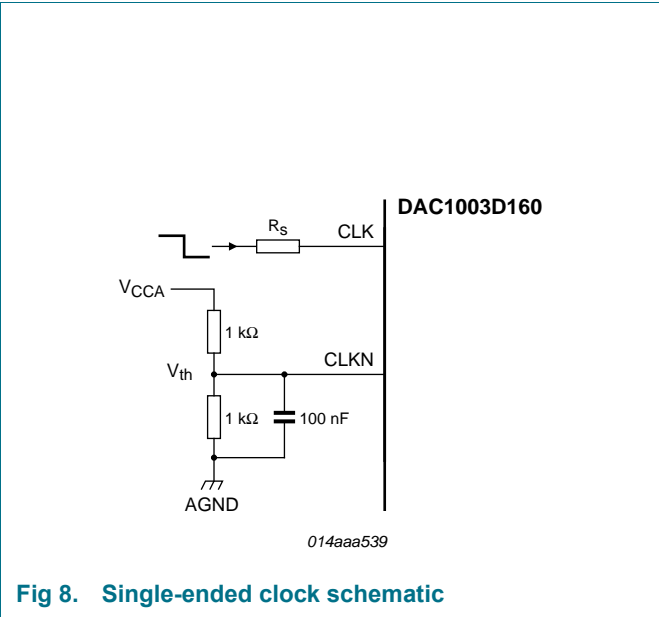 DAC1003D160
RS CLK
VCCA
1 kΩ
CLKN
Vth
1 kΩ 100 nF
AGND
014aaa539
Fig 8. Single-ended clock schematic